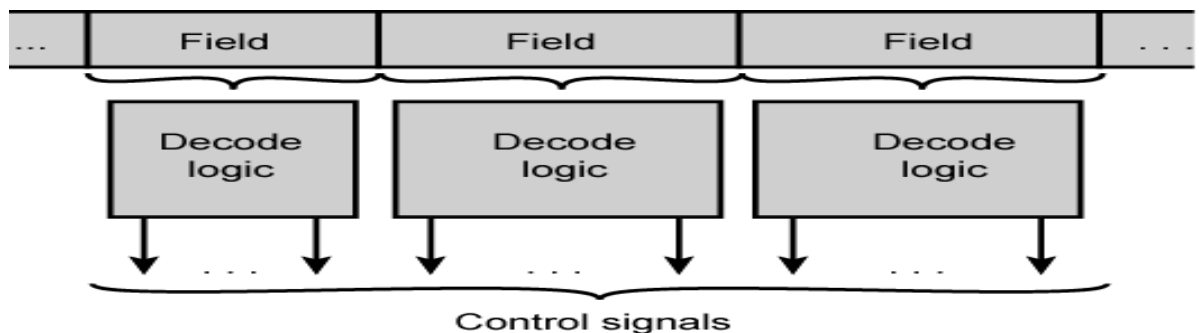 ... Field Field Field . . .
Decode Decode Decode
logic logic logic
. . . . . . . . .
Control signals